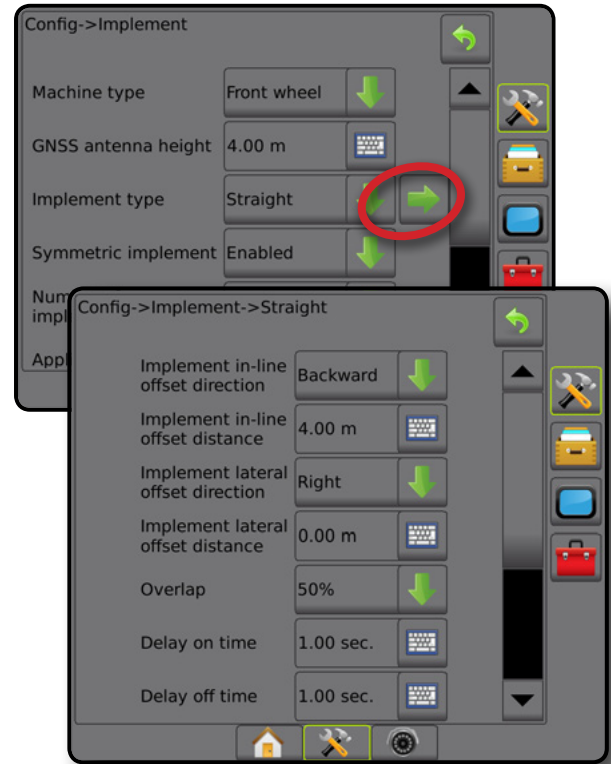 Config->Implement
Machine type Front wheel
GNSS antenna height 4.00 m
Implement type Straight
Symmetric implement Enabled
Config->Implement->Straight
Implement in-line
offset direction
Backward
Implement in-line
offset distance
4.00 m
Implement lateral
offset direction
Right
Implement lateral
offset distance
0.00 m
Overlap 50%
Delay on time 1.00 sec.
Delay off time 1.00 sec.